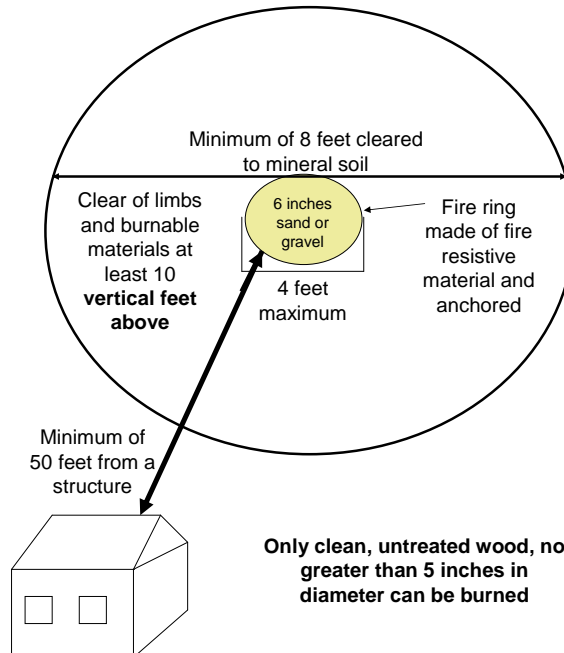 Minimum of 8 feet cleared
to mineral soil
Clear of limbs
and burnable
materials at
least 10
vertical feet
above
6 inches
sand or
gravel
Fire ring
made of fire
resistive
material and
anchored
4 feet
maximum
Minimum of
50 feet from a
structure
Only clean, untreated wood, no
greater than 5 inches in
diameter can be burned